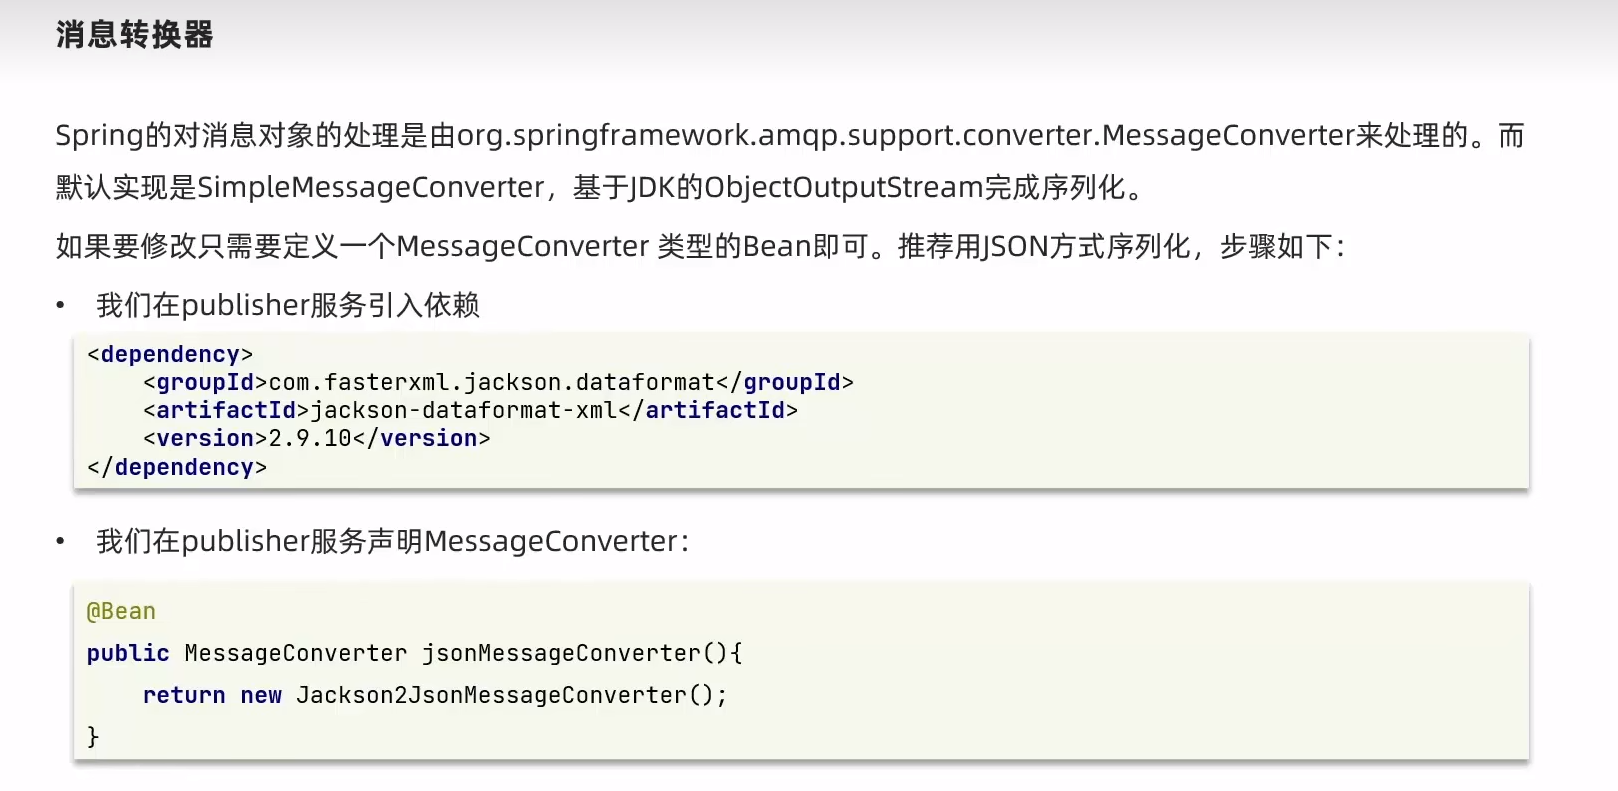 消息转换器
Spring的对消息对象的处理是由org.springframework.amqp.support.converter.MessageConverter来处理的。而
默认实现是SimpleMessageConverter，基于JDK的ObjectOutputStream完成序列化。
如果要修改只需要定义一个MessageConverter 类型的Bean即可。推荐用JSON方式序列化，步骤如下：
• 我们在publisher服务引入依赖
<dependency>
    <groupId>com.fasterxml.jackson.dataformat</groupId>
    <artifactId>jackson-dataformat-xml</artifactId>
    <version>2.9.10</version>
</dependency>
• 我们在publisher服务声明MessageConverter：
@Bean
public MessageConverter jsonMessageConverter(){
    return new Jackson2JsonMessageConverter();
}